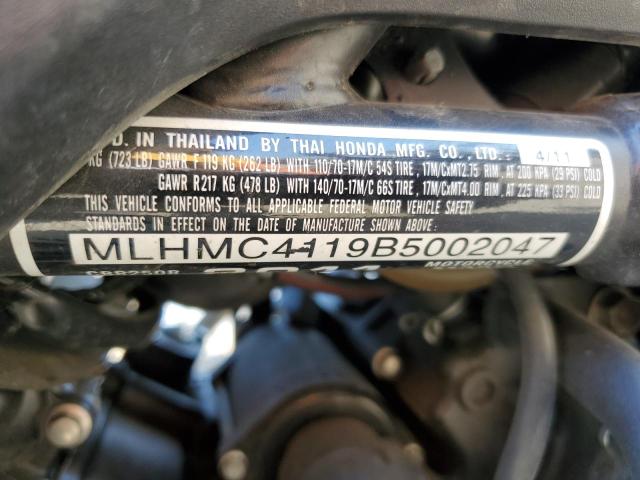 D. IN THAILAND BY THAI HONDA MFG. CO., LTD. 4/11
KG (723 LB) GAWR F 119 KG (262 LB) WITH 110/70-17M/C 54S TIRE, 17M/CxMT2.75 RIM, AT 200 KPA (29 PSI) COLD
GAWR R 217 KG (478 LB) WITH 140/70-17M/C 66S TIRE, 17M/CxMT4.00 RIM, AT 225 KPA (33 PSI) COLD
THIS VEHICLE CONFORMS TO ALL APPLICABLE FEDERAL MOTOR VEHICLE SAFETY
STANDARDS IN EFFECT ON THE DATE OF MANUFACTURE SHOWN ABOVE.
MLHMC4119B5002047
CBR250R 2011 MOTORCYCLE